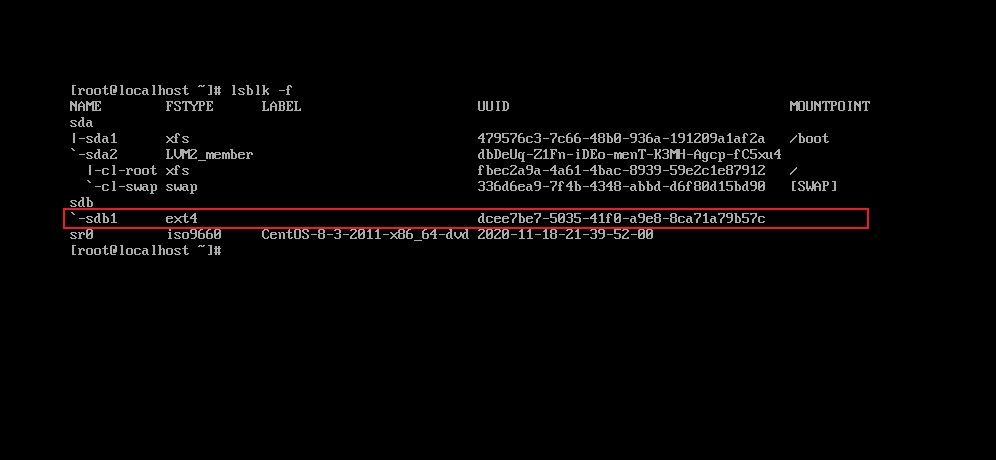 [root@localhost ~]# lsblk -f
NAME        FSTYPE      LABEL                      UUID                                   MOUNTPOINT
sda
|-sda1      xfs                                    479576c3-7c66-48b0-936a-191209a1af2a   /boot
`-sda2      LVM2_member                            dbDeUq-Z1Fn-iDEo-menT-K3MH-Agcp-fC5xu4
  |-cl-root xfs                                    fbec2a9a-4a61-4bac-8939-59e2c1e87912   /
  `-cl-swap swap                                   336d6ea9-7f4b-4348-abbd-d6f80d15bd90   [SWAP]
sdb
`-sdb1      ext4                                   dcee7be7-5035-41f0-a9e8-8ca71a79b57c
sr0         iso9660     CentOS-8-3-2011-x86_64-dvd 2020-11-18-21-39-52-00
[root@localhost ~]#